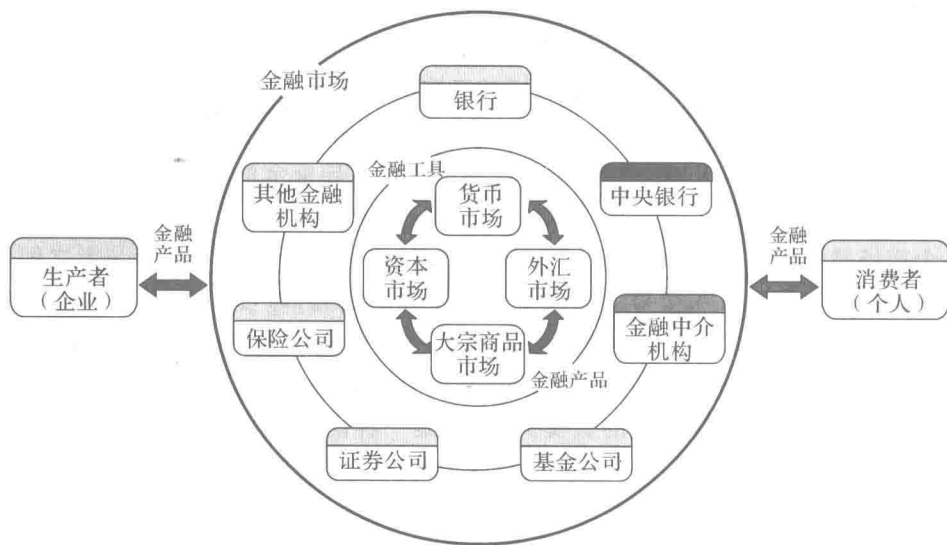 金融市场
银行
金融工具
其他金融
机构
货币
市场
中央银行
金融
产品
生产者
（企业）
资本
市场
外汇
市场
金融
产品
消费者
（个人）
保险公司
大宗商品
市场
金融中介
机构
金融产品
证券公司
基金公司